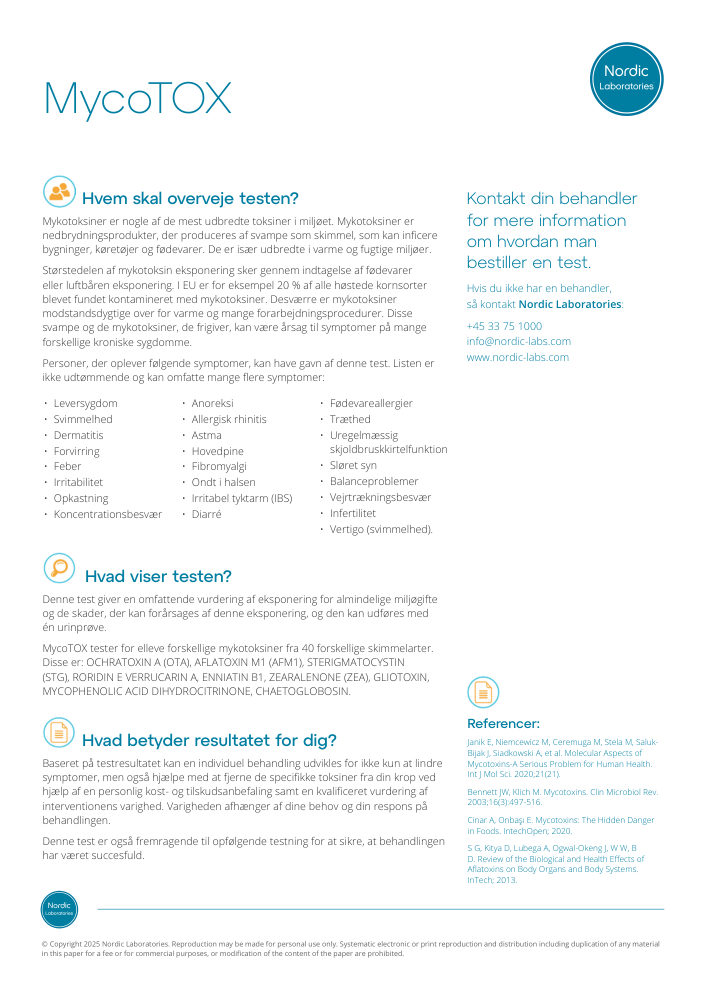 MycoTOX
Nordic
Laboratories
Hvem skal overveje testen?
Mykotoksiner er nogle af de mest udbredte toksiner i miljøet. Mykotoksiner er
nedbrydningsprodukter, der produceres af svampe som skimmel, som kan inficere
bygninger, køretøjer og fødevarer. De er især udbredte i varme og fugtige miljøer.
Størstedelen af mykotoksin eksponering sker gennem indtagelse af fødevarer
eller luftbåren eksponering. I EU er for eksempel 20 % af alle høstede kornsorter
blevet fundet kontamineret med mykotoksiner. Desværre er mykotoksiner
modstandsdygtige over for varme og mange forarbejdningsprocedurer. Disse
svampe og de mykotoksiner, de frigiver, kan være årsag til symptomer på mange
forskellige kroniske sygdomme.
Personer, der oplever følgende symptomer, kan have gavn af denne test. Listen er
ikke udtømmende og kan omfatte mange flere symptomer:
• Leversygdom
• Svimmelhed
• Dermatitis
• Forvirring
• Feber
• Irritabilitet
• Opkastning
• Koncentrationsbesvær
• Anoreksi
• Allergisk rhinitis
• Astma
• Hovedpine
• Fibromyalgi
• Ondt i halsen
• Irritabel tyktarm (IBS)
• Diarré
• Fødevareallergier
• Træthed
• Uregelmæssig
skjoldbruskkirtelfunktion
• Sløret syn
• Balanceproblemer
• Vejrtrækningsbesvær
• Infertilitet
• Vertigo (svimmelhed).
Hvad viser testen?
Denne test giver en omfattende vurdering af eksponering for almindelige miljøgifte
og de skader, der kan forårsages af denne eksponering, og den kan udføres med
én urinprøve.
MycoTOX tester for elleve forskellige mykotoksiner fra 40 forskellige skimmelarter.
Disse er: OCHRATOXIN A (OTA), AFLATOXIN M1 (AFM1), STERIGMATOCYSTIN
(STG), RORIDIN E VERRUCARIN A, ENNIATIN B1, ZEARALENONE (ZEA), GLIOTOXIN,
MYCOPHENOLIC ACID DIHYDROCITRINONE, CHAETOGLOBOSIN.
Hvad betyder resultatet for dig?
Baseret på testresultatet kan en individuel behandling udvikles for ikke kun at lindre
symptomer, men også hjælpe med at fjerne de specifikke toksiner fra din krop ved
hjælp af en personlig kost- og tilskudsanbefaling samt en kvalificeret vurdering af
interventionens varighed. Varigheden afhænger af dine behov og din respons på
behandlingen.
Denne test er også fremragende til opfølgende testning for at sikre, at behandlingen
har været succesfuld.
Kontakt din behandler
for mere information
om hvordan man
bestiller en test.
Hvis du ikke har en behandler,
så kontakt Nordic Laboratories:
+45 33 75 1000
info@nordic-labs.com
www.nordic-labs.com
Referencer:
Janik E, Niemcewicz M, Ceremuga M, Stela M, Saluk-
Bijak J, Siadkowski A, et al. Molecular Aspects of
Mycotoxins-A Serious Problem for Human Health.
Int J Mol Sci. 2020;21(21).
Bennett JW, Klich M. Mycotoxins. Clin Microbiol Rev.
2003;16(3):497-516.
Cinar A, Onbaşı E. Mycotoxins: The Hidden Danger
in Foods. IntechOpen; 2020.
S G, Kitya D, Lubega A, Ogwal-Okeng J, W W, B
D. Review of the Biological and Health Effects of
Aflatoxins on Body Organs and Body Systems.
InTech; 2013.
Nordic
Laboratories
© Copyright 2025 Nordic Laboratories. Reproduction may be made for personal use only. Systematic electronic or print reproduction and distribution including duplication of any material
in this paper for a fee or for commercial purposes, or modification of the content of the paper are prohibited.